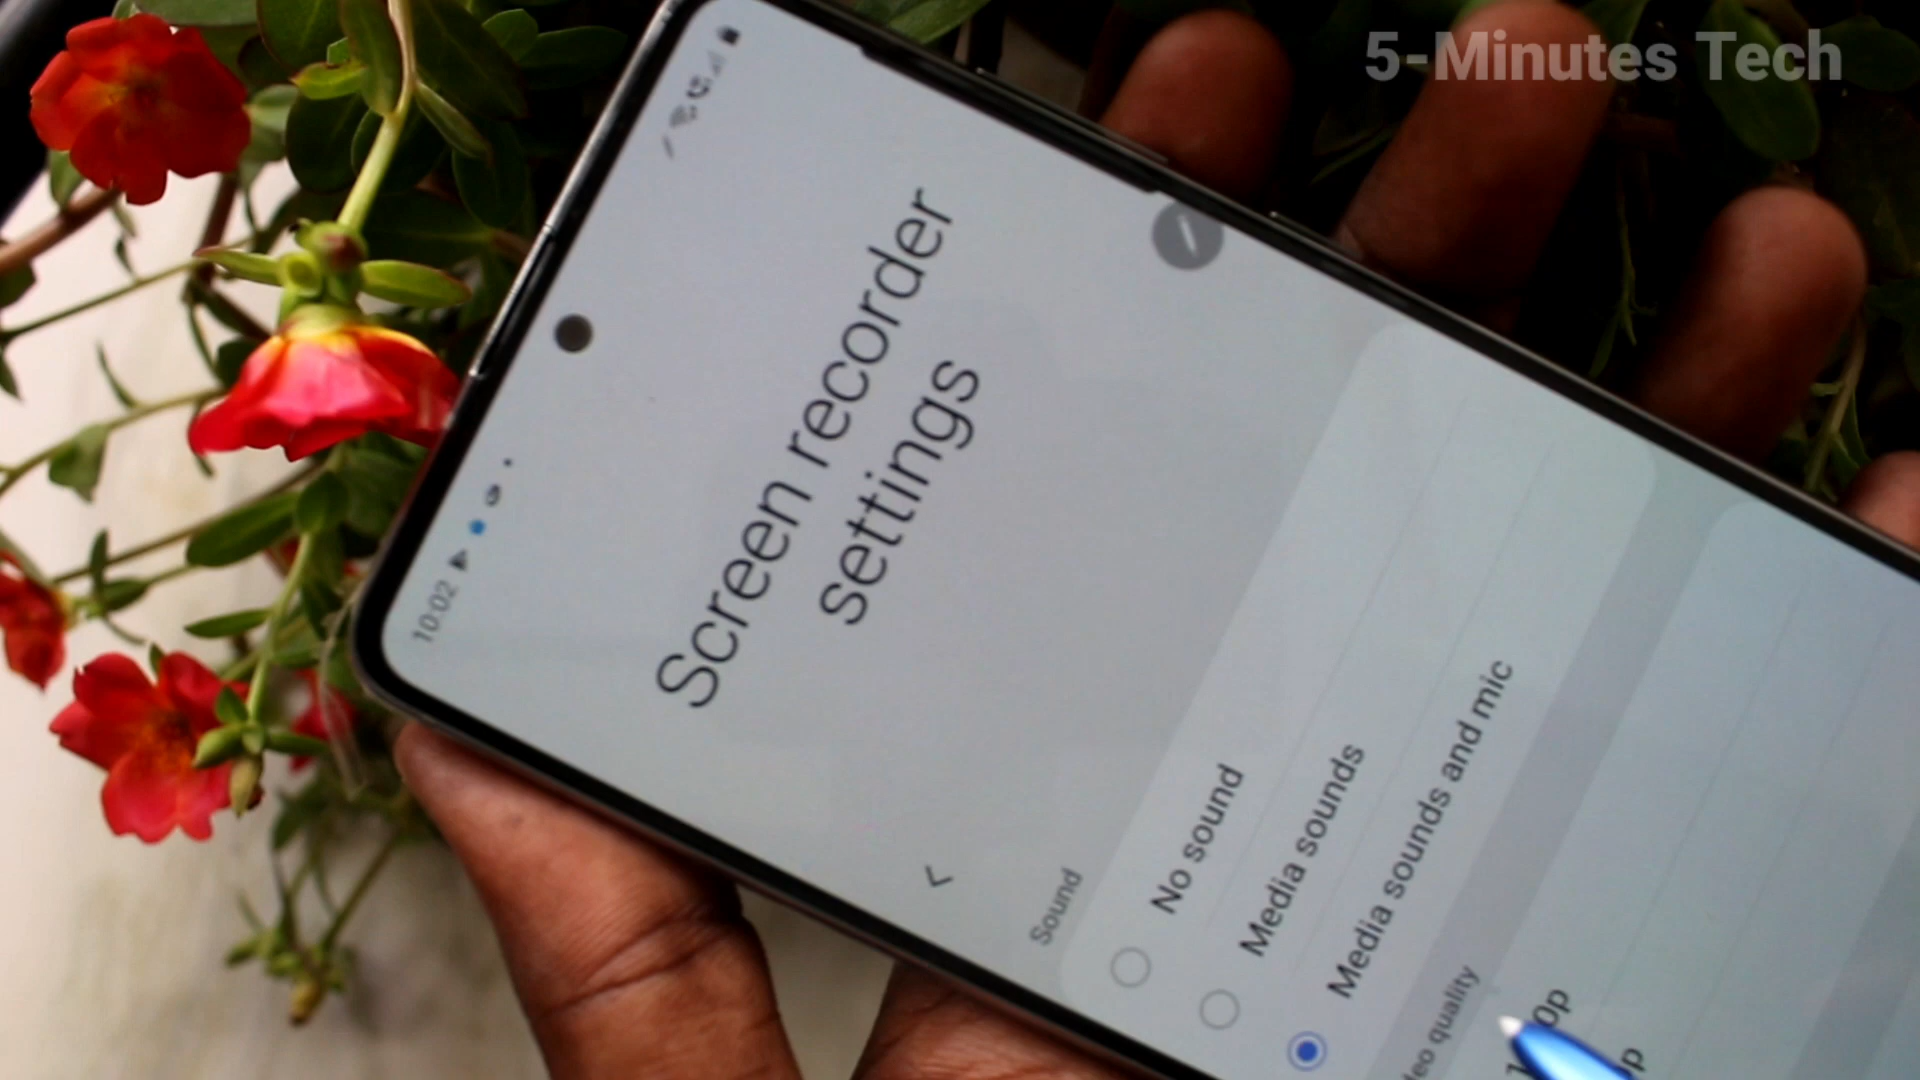 5-Minutes Tech
10:02
Screen recorder
settings
Sound
No sound
Media sounds
Media sounds and mic